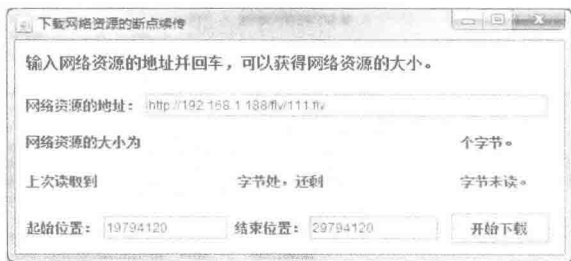 下载网络资源的断点续传
输入网络资源的地址并回车，可以获得网络资源的大小。
网络资源的地址： http://192.168.1.188/flv/111.flv
网络资源的大小为 个字节。
上次读取到 字节处，还剩 字节未读。
起始位置： 19794120 结束位置： 29794120 开始下载